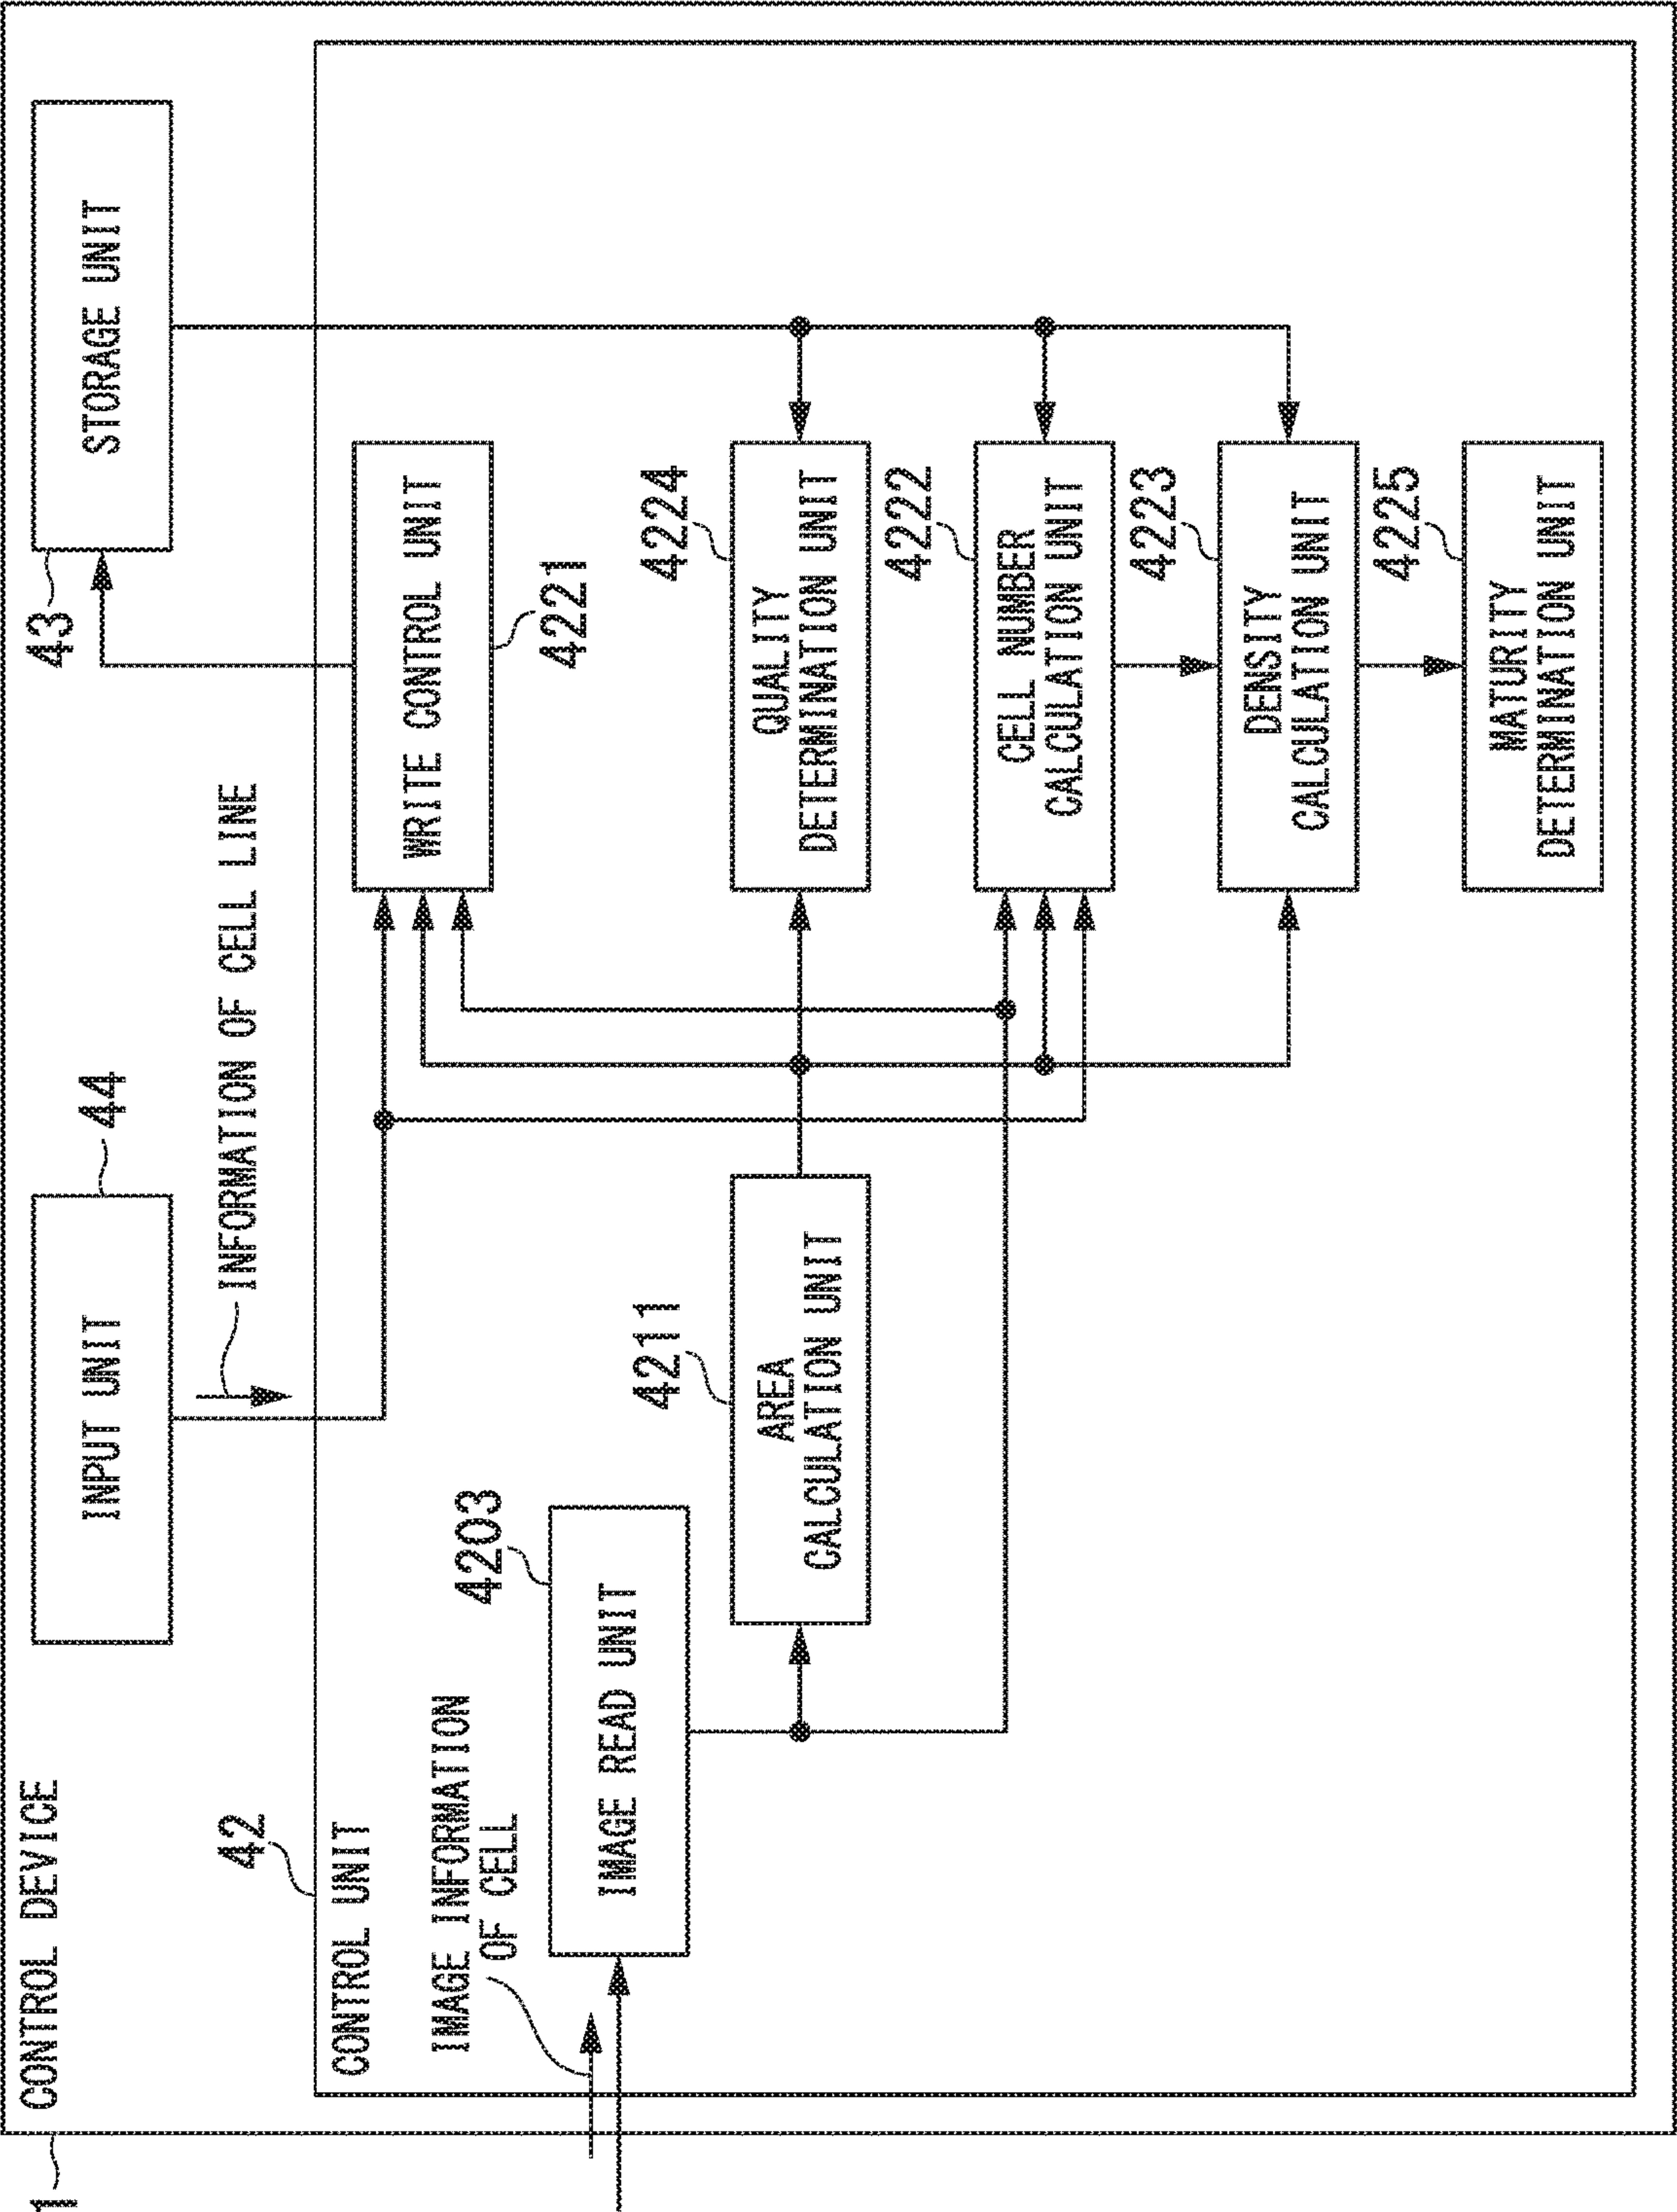 CONTROL DEVICE
INPUT UNIT
44
43
STORAGE UNIT
INFORMATION OF CELL LINE
42
CONTROL UNIT
IMAGE INFORMATION
OF CELL
4203
IMAGE READ UNIT
4211
AREA
CALCULATION UNIT
WRITE CONTROL UNIT
4221
4224
QUALITY
DETERMINATION UNIT
4222
CELL NUMBER
CALCULATION UNIT
4223
DENSITY
CALCULATION UNIT
4225
MATURITY
DETERMINATION UNIT